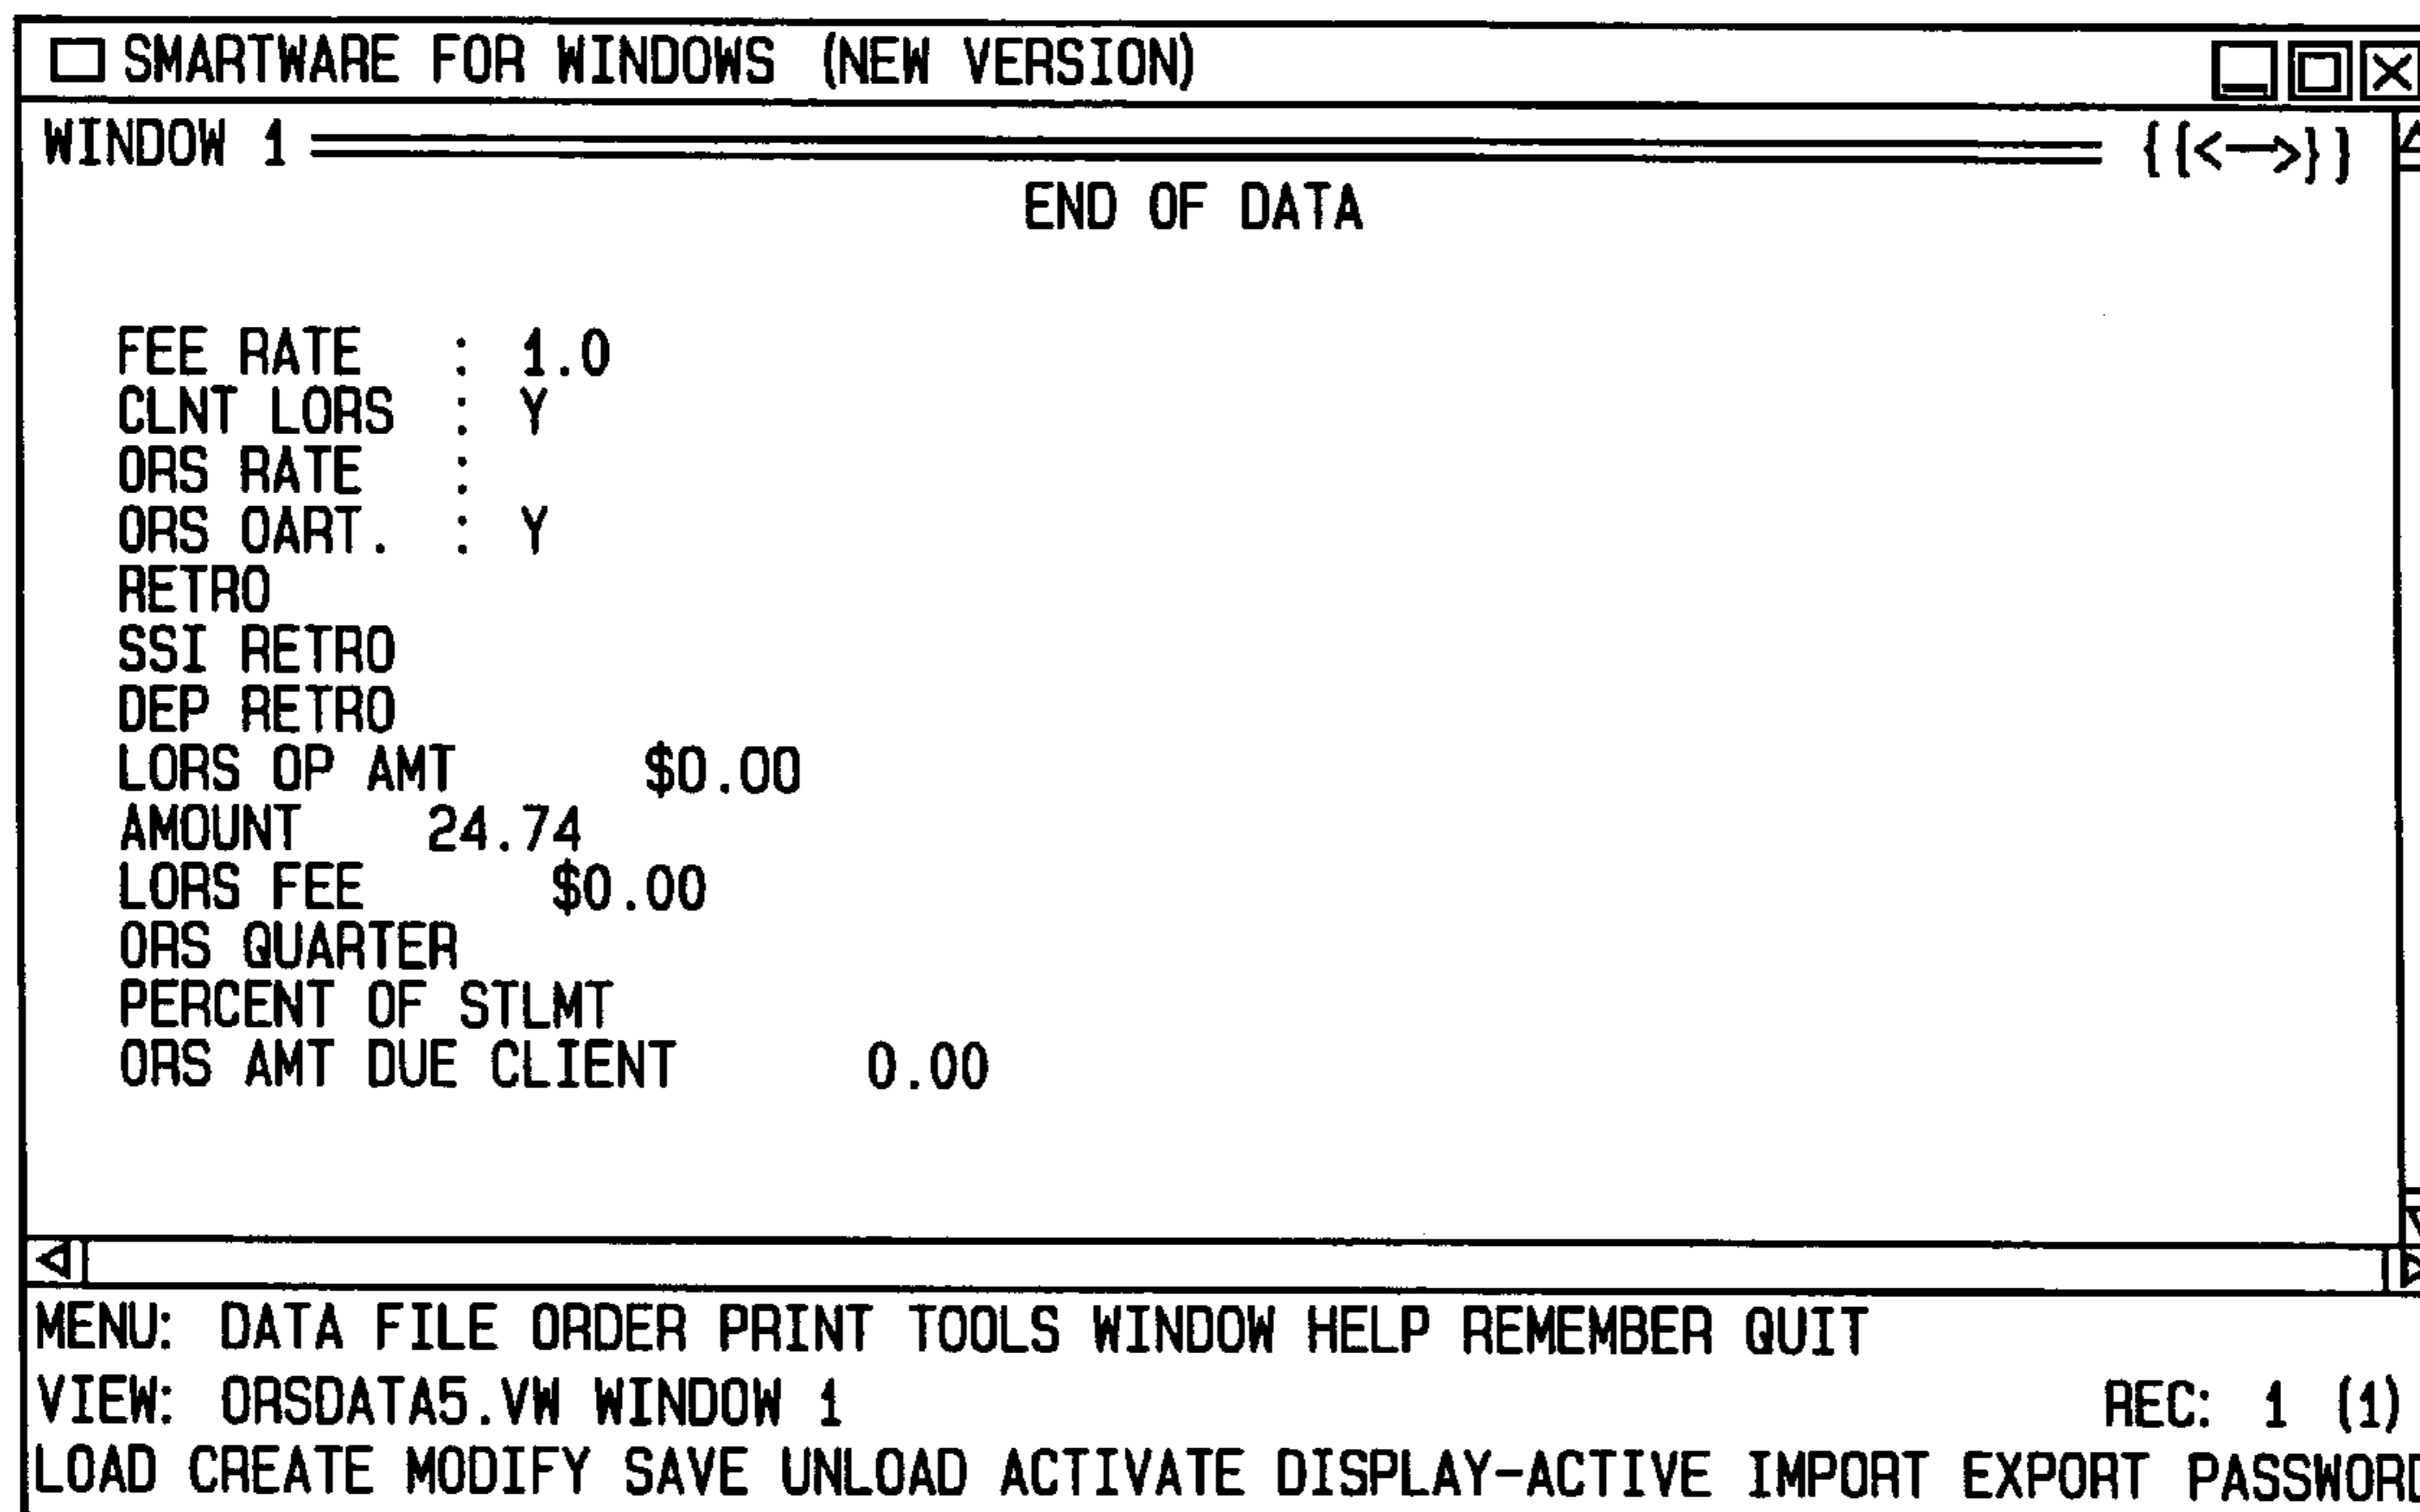 SMARTWARE FOR WINDOWS (NEW VERSION)
WINDOW 1 {{<—>}}
END OF DATA
FEE RATE : 1.0
CLNT LORS : Y
ORS RATE :
ORS OART. : Y
RETRO
SSI RETRO
DEP RETRO
LORS OP AMT $0.00
AMOUNT 24.74
LORS FEE $0.00
ORS QUARTER
PERCENT OF STLMT
ORS AMT DUE CLIENT 0.00
MENU: DATA FILE ORDER PRINT TOOLS WINDOW HELP REMEMBER QUIT
VIEW: ORSDATA5.VW WINDOW 1 REC: 1 (1)
LOAD CREATE MODIFY SAVE UNLOAD ACTIVATE DISPLAY-ACTIVE IMPORT EXPORT PASSWORD